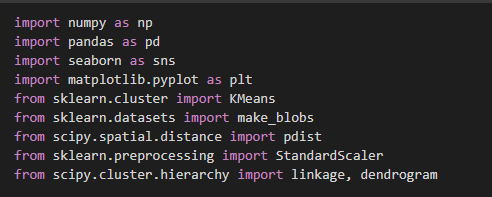 import numpy as np
import pandas as pd
import seaborn as sns
import matplotlib.pyplot as plt
from sklearn.cluster import KMeans
from sklearn.datasets import make_blobs
from scipy.spatial.distance import pdist
from sklearn.preprocessing import StandardScaler
from scipy.cluster.hierarchy import linkage, dendrogram